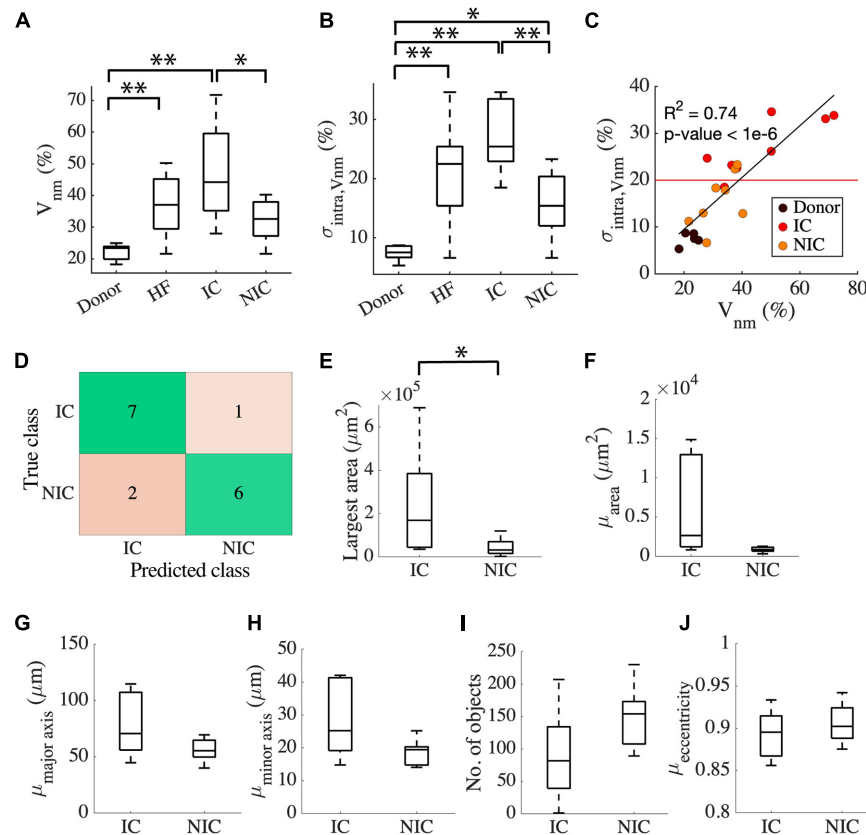 A
B
C
**
**
*
V_nm (%)
70
60
50
40
30
20
Donor
HF
IC
NIC
*
**
**
**
σ_intra,Vnm (%)
30
20
10
Donor
HF
IC
NIC
R² = 0.74
p-value < 1e-6
σ_intra,Vnm (%)
40
30
20
10
0
20
40
60
80
V_nm (%)
Donor
IC
NIC
D
E
F
True class
IC
NIC
7
1
2
6
IC
NIC
Predicted class
*
×10⁵
Largest area (μm²)
6
4
2
0
IC
NIC
×10⁴
μ_area (μm²)
2
1.5
1
0.5
0
IC
NIC
G
H
I
J
μ_major axis (μm)
150
100
50
0
IC
NIC
μ_minor axis (μm)
50
40
30
20
10
0
IC
NIC
No. of objects
250
200
150
100
50
0
IC
NIC
μ_eccentricity
1
0.95
0.9
0.85
0.8
IC
NIC